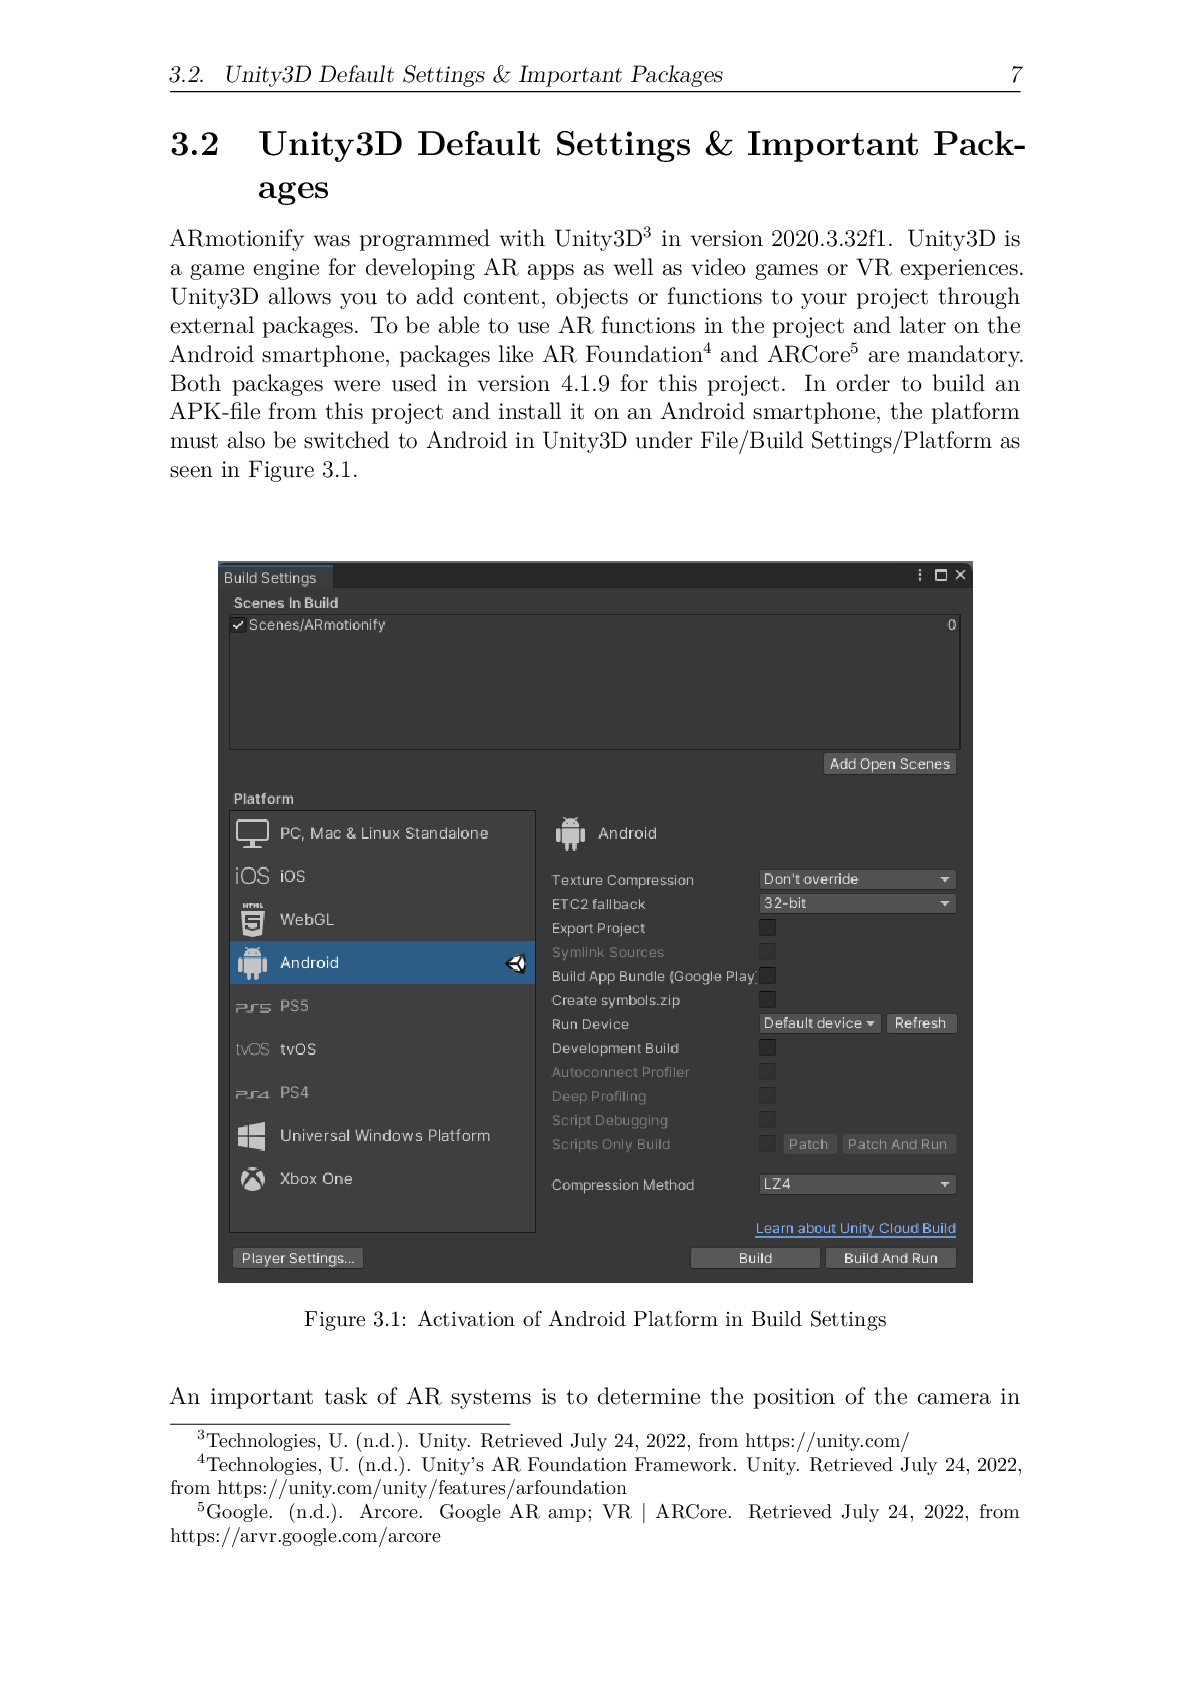 3.2. Unity3D Default Settings & Important Packages 7
3.2 Unity3D Default Settings & Important Pack-
ages
ARmotionify was programmed with Unity3D³ in version 2020.3.32f1. Unity3D is
a game engine for developing AR apps as well as video games or VR experiences.
Unity3D allows you to add content, objects or functions to your project through
external packages. To be able to use AR functions in the project and later on the
Android smartphone, packages like AR Foundation⁴ and ARCore⁵ are mandatory.
Both packages were used in version 4.1.9 for this project. In order to build an
APK-file from this project and install it on an Android smartphone, the platform
must also be switched to Android in Unity3D under File/Build Settings/Platform as
seen in Figure 3.1.
Build Settings
Scenes In Build
Scenes/ARmotionify 0
Add Open Scenes
Platform
PC, Mac & Linux Standalone
iOS iOS
HTML 5 WebGL
Android
PS5 PS5
tvOS tvOS
PS4 PS4
Universal Windows Platform
Xbox One
Android
Texture Compression Don't override
ETC2 fallback 32-bit
Export Project
Symlink Sources
Build App Bundle (Google Play)
Create symbols.zip
Run Device Default device Refresh
Development Build
Autoconnect Profiler
Deep Profiling
Script Debugging
Scripts Only Build Patch Patch And Run
Compression Method LZ4
Learn about Unity Cloud Build
Player Settings... Build Build And Run
Figure 3.1: Activation of Android Platform in Build Settings
An important task of AR systems is to determine the position of the camera in
³Technologies, U. (n.d.). Unity. Retrieved July 24, 2022, from https://unity.com/
⁴Technologies, U. (n.d.). Unity's AR Foundation Framework. Unity. Retrieved July 24, 2022,
from https://unity.com/unity/features/arfoundation
⁵Google. (n.d.). Arcore. Google AR amp; VR | ARCore. Retrieved July 24, 2022, from
https://arvr.google.com/arcore